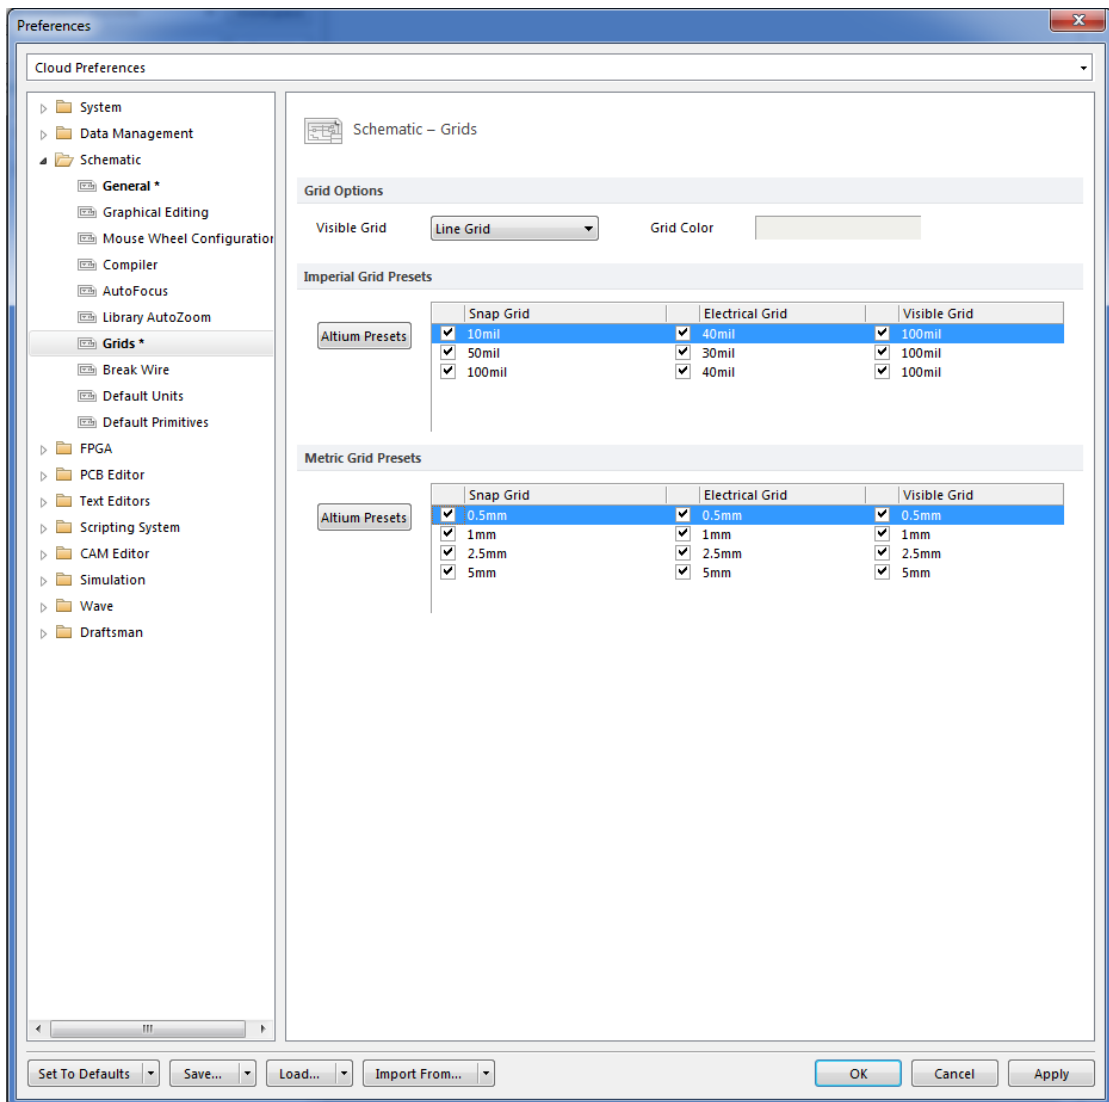 Preferences
Cloud Preferences
System
Data Management
Schematic
General *
Graphical Editing
Mouse Wheel Configuration
Compiler
AutoFocus
Library AutoZoom
Grids *
Break Wire
Default Units
Default Primitives
FPGA
PCB Editor
Text Editors
Scripting System
CAM Editor
Simulation
Wave
Draftsman
Schematic – Grids
Grid Options
Visible Grid Line Grid Grid Color
Imperial Grid Presets
Altium Presets
Snap Grid Electrical Grid Visible Grid
10mil 40mil 100mil
50mil 30mil 100mil
100mil 40mil 100mil
Metric Grid Presets
Altium Presets
Snap Grid Electrical Grid Visible Grid
0.5mm 0.5mm 0.5mm
1mm 1mm 1mm
2.5mm 2.5mm 2.5mm
5mm 5mm 5mm
Set To Defaults Save... Load... Import From... OK Cancel Apply